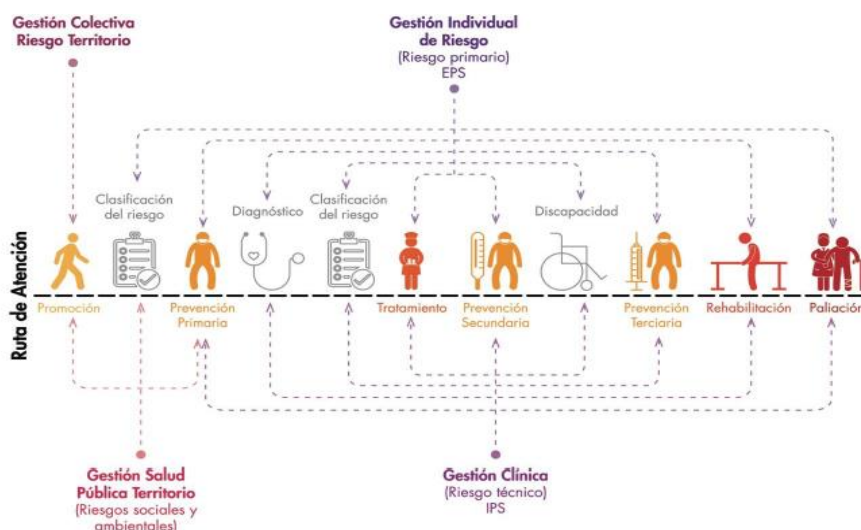 Gestión Colectiva
Riesgo Territorio
Gestión Individual
de Riesgo
(Riesgo primario)
EPS
Clasificación
del riesgo
Diagnóstico
Clasificación
del riesgo
Discapacidad
Ruta de Atención
Promoción
Prevención
Primaria
Tratamiento
Prevención
Secundaria
Prevención
Terciaria
Rehabilitación
Paliación
Gestión Salud
Pública Territorio
(Riesgos sociales y
ambientales)
Gestión Clínica
(Riesgo técnico)
IPS